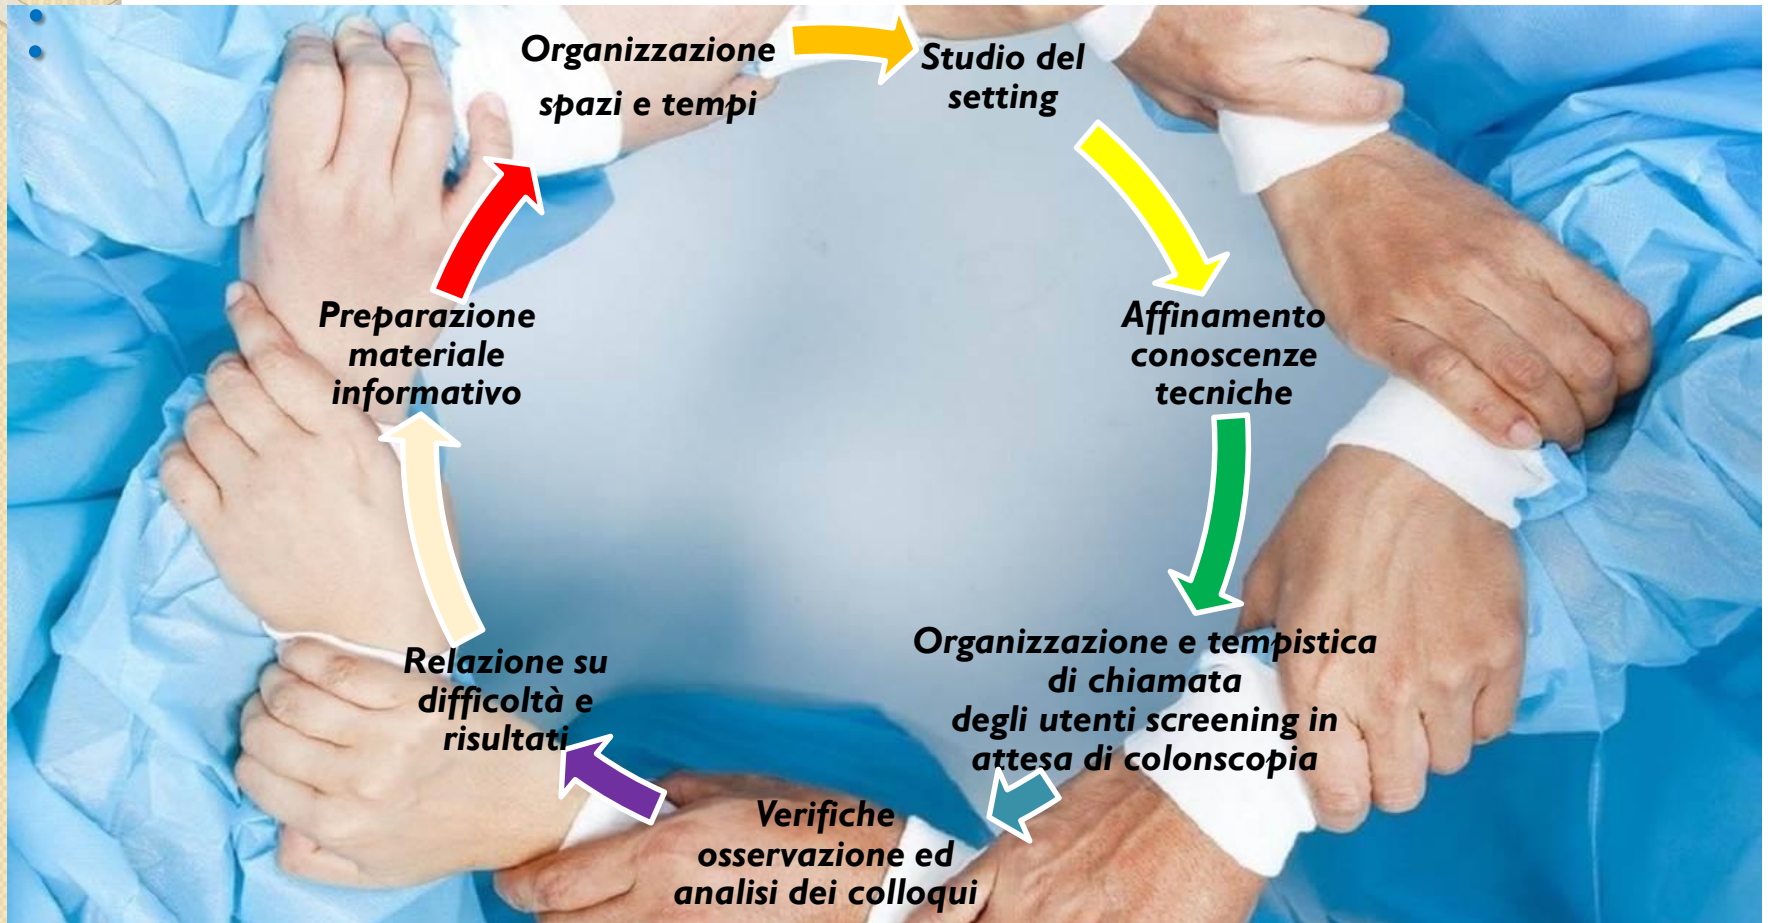 Organizzazione
spazi e tempi
Studio del
setting
Affinamento
conoscenze
tecniche
Organizzazione e tempistica
di chiamata
degli utenti screening in
attesa di colonscopia
Verifiche
osservazione ed
analisi dei colloqui
Relazione su
difficoltà e
risultati
Preparazione
materiale
informativo